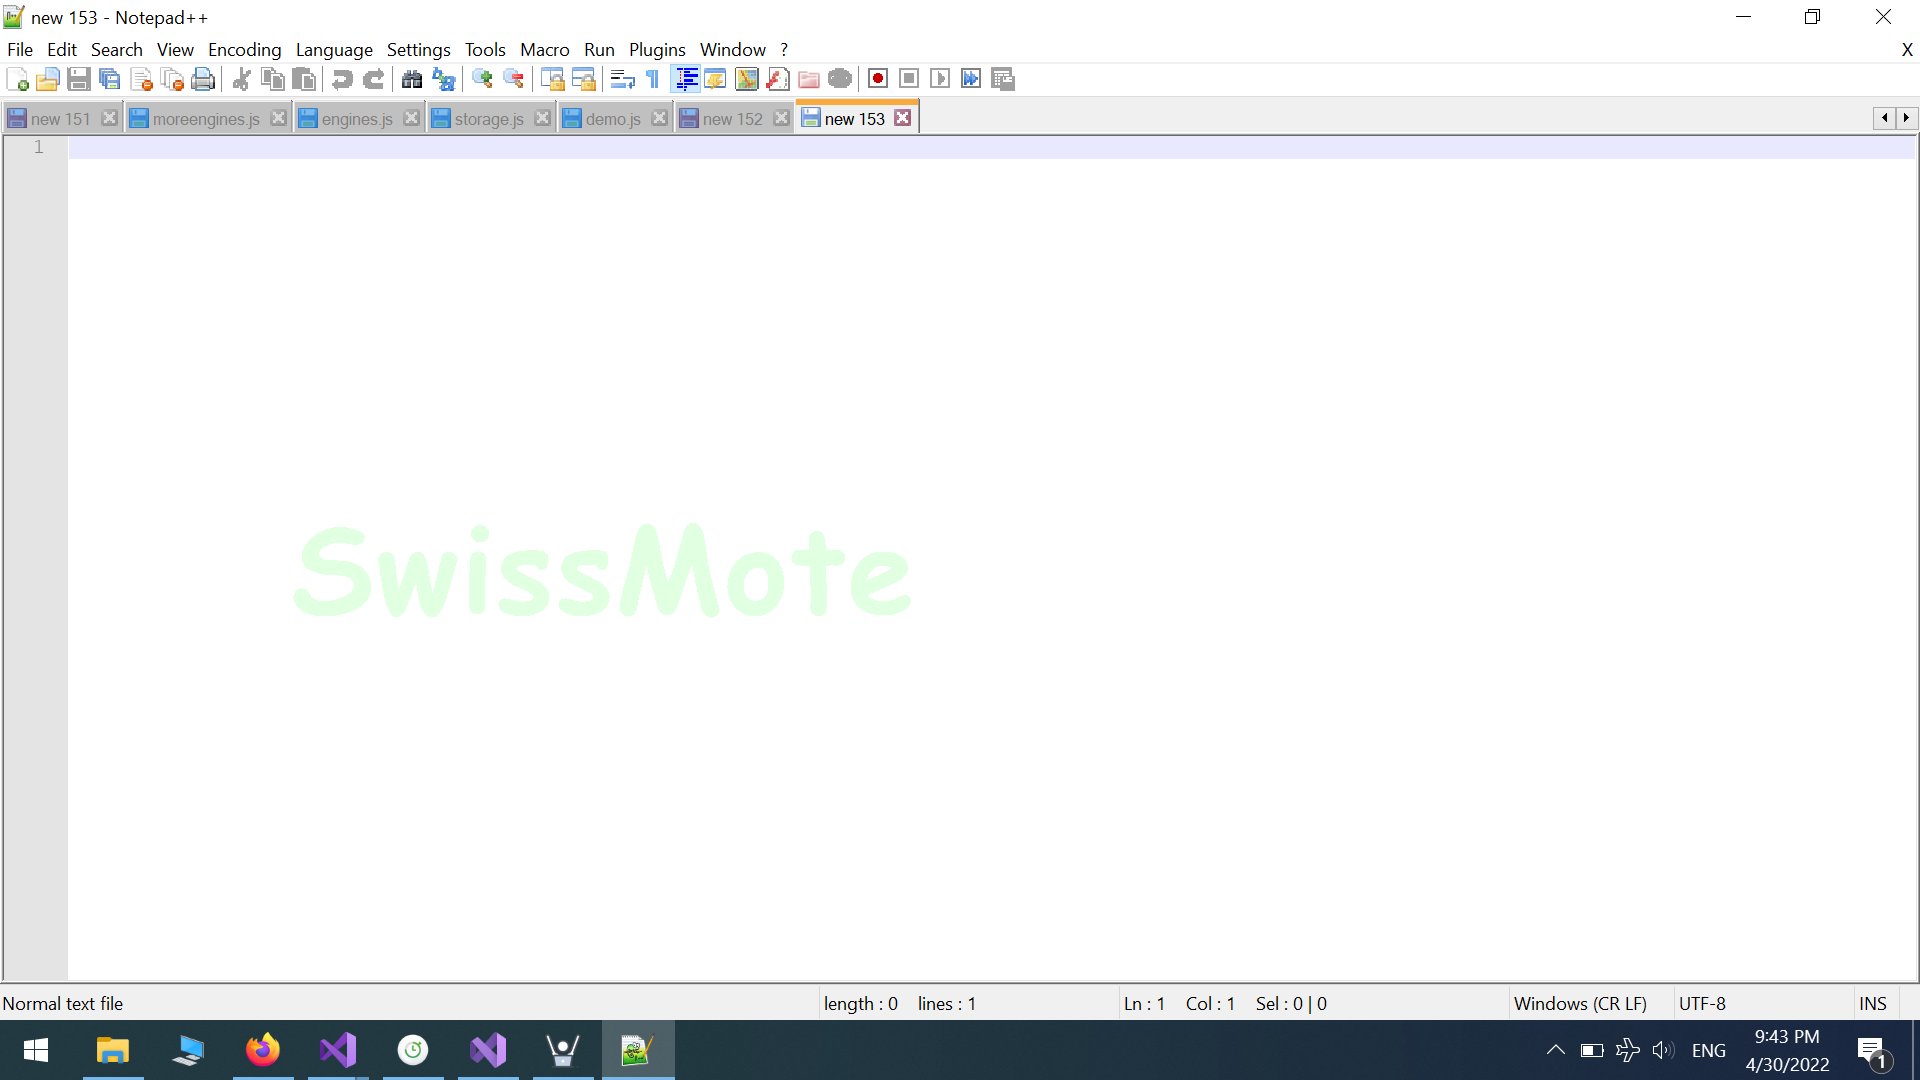 new 153 - Notepad++
File Edit Search View Encoding Language Settings Tools Macro Run Plugins Window ? X
new 151 moreengines.js engines.js storage.js demo.js new 152 new 153
1
SwissMote
Normal text file length : 0 lines : 1 Ln : 1 Col : 1 Sel : 0 | 0 Windows (CR LF) UTF-8 INS
ENG 9:43 PM
4/30/2022 1